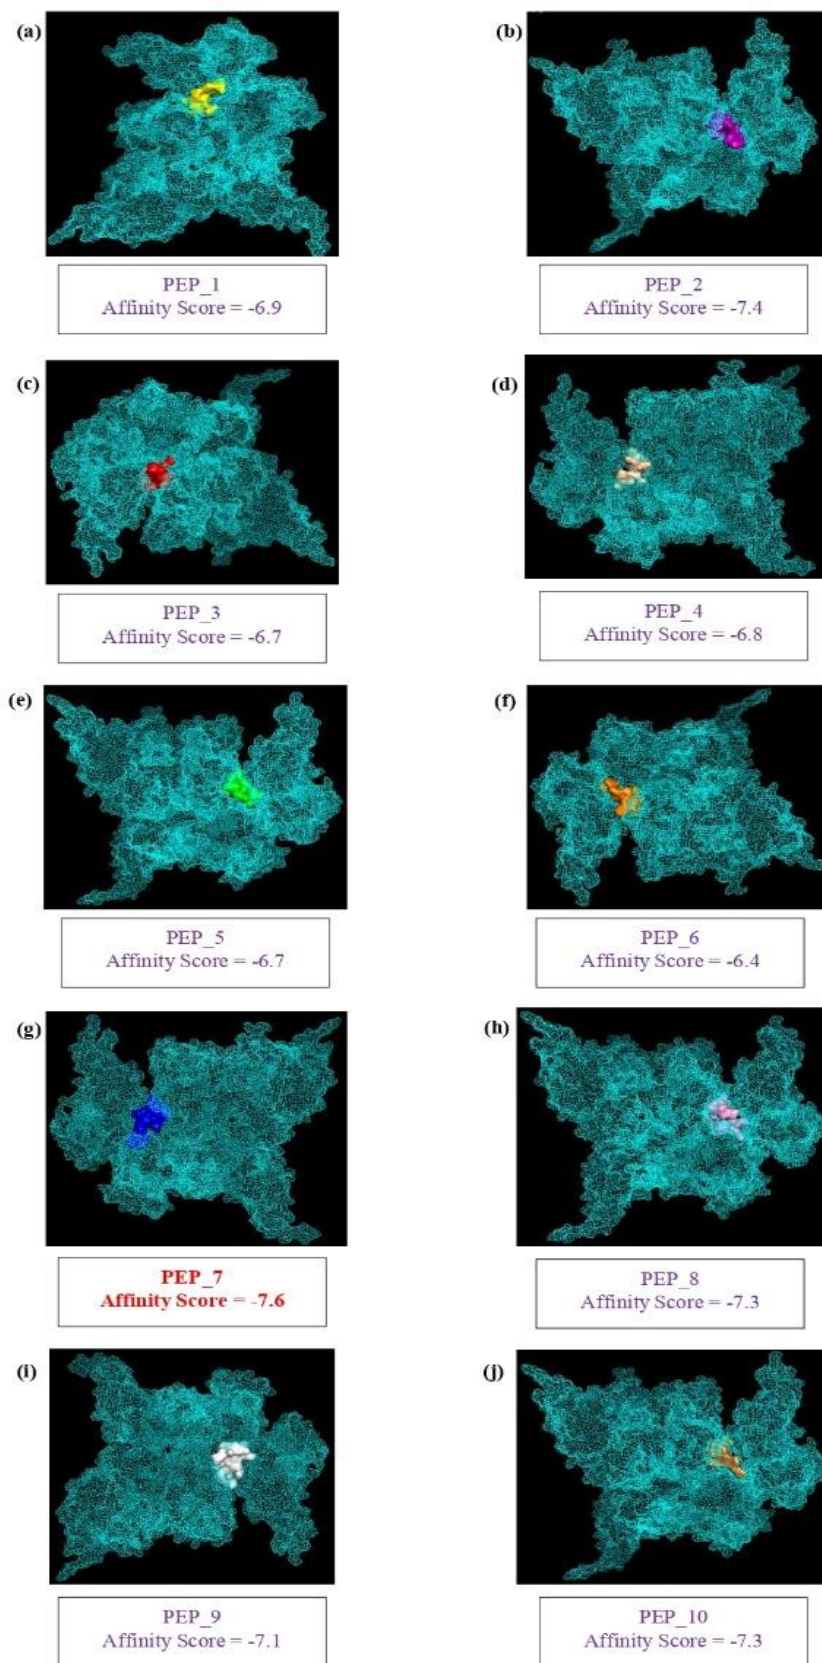 (a)
(b)
PEP_1
Affinity Score = -6.9
PEP_2
Affinity Score = -7.4
(c)
(d)
PEP_3
Affinity Score = -6.7
PEP_4
Affinity Score = -6.8
(e)
(f)
PEP_5
Affinity Score = -6.7
PEP_6
Affinity Score = -6.4
(g)
(h)
PEP_7
Affinity Score = -7.6
PEP_8
Affinity Score = -7.3
(i)
(j)
PEP_9
Affinity Score = -7.1
PEP_10
Affinity Score = -7.3